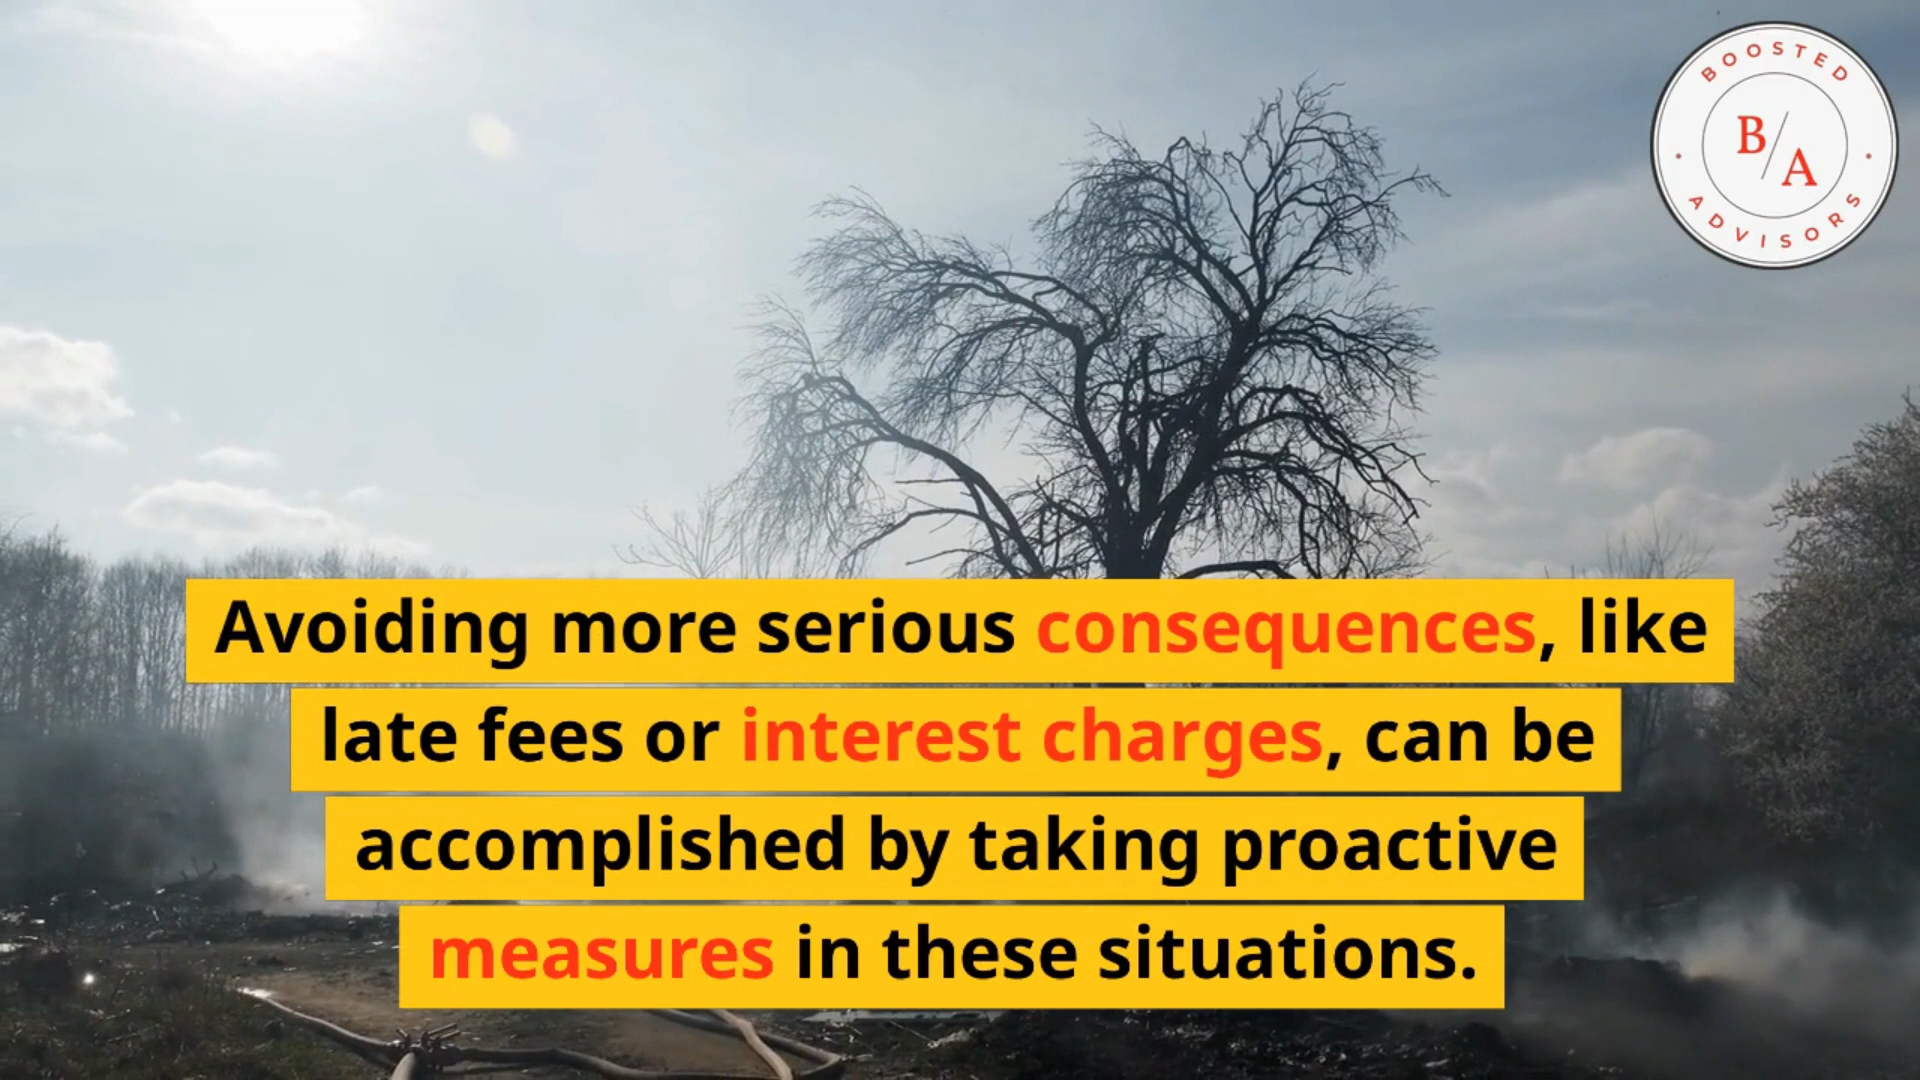 BOOSTED
B/A
ADVISORS
Avoiding more serious consequences, like
late fees or interest charges, can be
accomplished by taking proactive
measures in these situations.